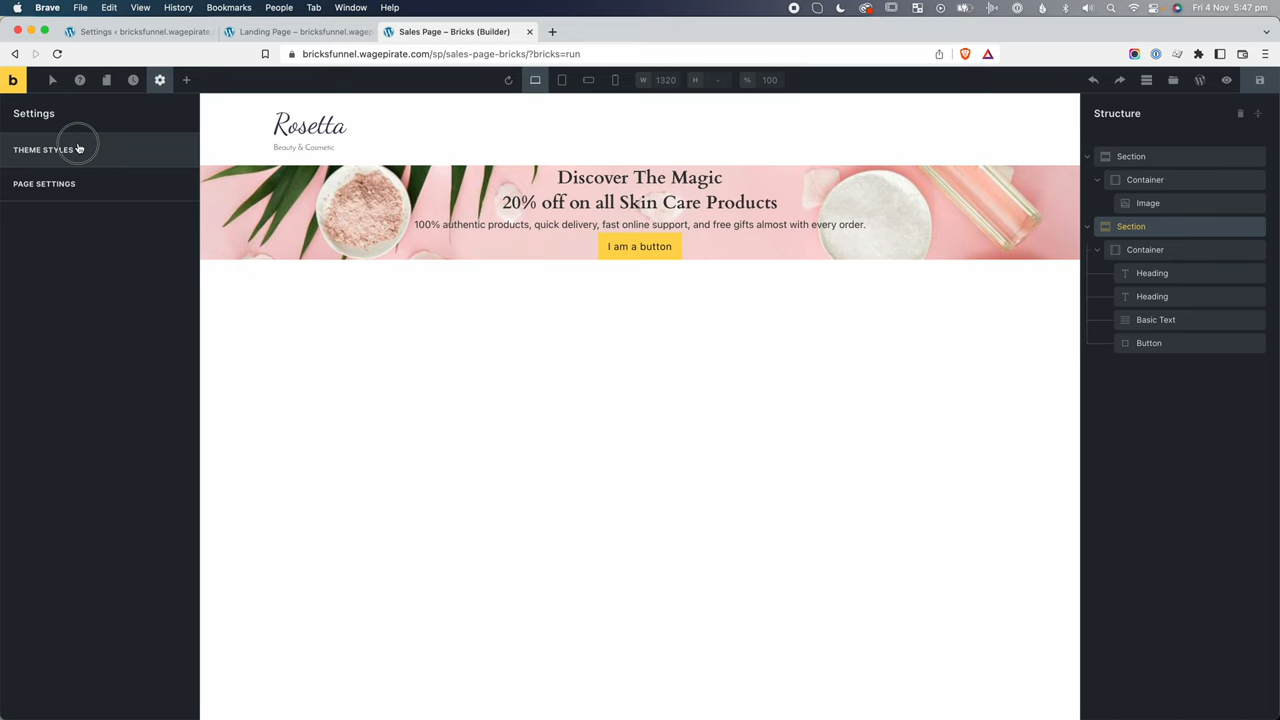 Brave File Edit View History Bookmarks People Tab Window Help Fri 4 Nov 5:47 pm
Settings ‹ bricksfunnel.wagepirate. Landing Page – bricksfunnel.wagep Sales Page – Bricks (Builder)
bricksfunnel.wagepirate.com/sp/sales-page-bricks/?bricks=run
b W 1320 H - % 100
Settings
THEME STYLES
PAGE SETTINGS
Rosetta
Beauty & Cosmetic
Discover The Magic
20% off on all Skin Care Products
100% authentic products, quick delivery, fast online support, and free gifts almost with every order.
I am a button
Structure
Section
Container
Image
Section
Container
Heading
Heading
Basic Text
Button